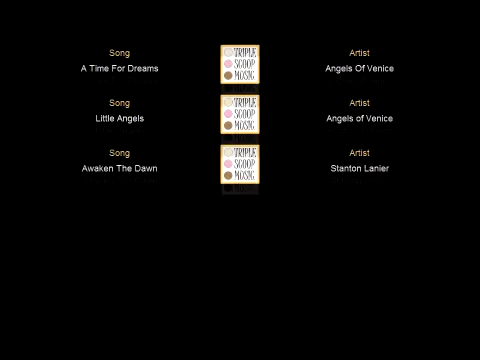 Song
A Time For Dreams
TRIPLE
SCOOP
MUSIC
Artist
Angels Of Venice
Song
Little Angels
TRIPLE
SCOOP
MUSIC
Artist
Angels of Venice
Song
Awaken The Dawn
TRIPLE
SCOOP
MUSIC
Artist
Stanton Lanier